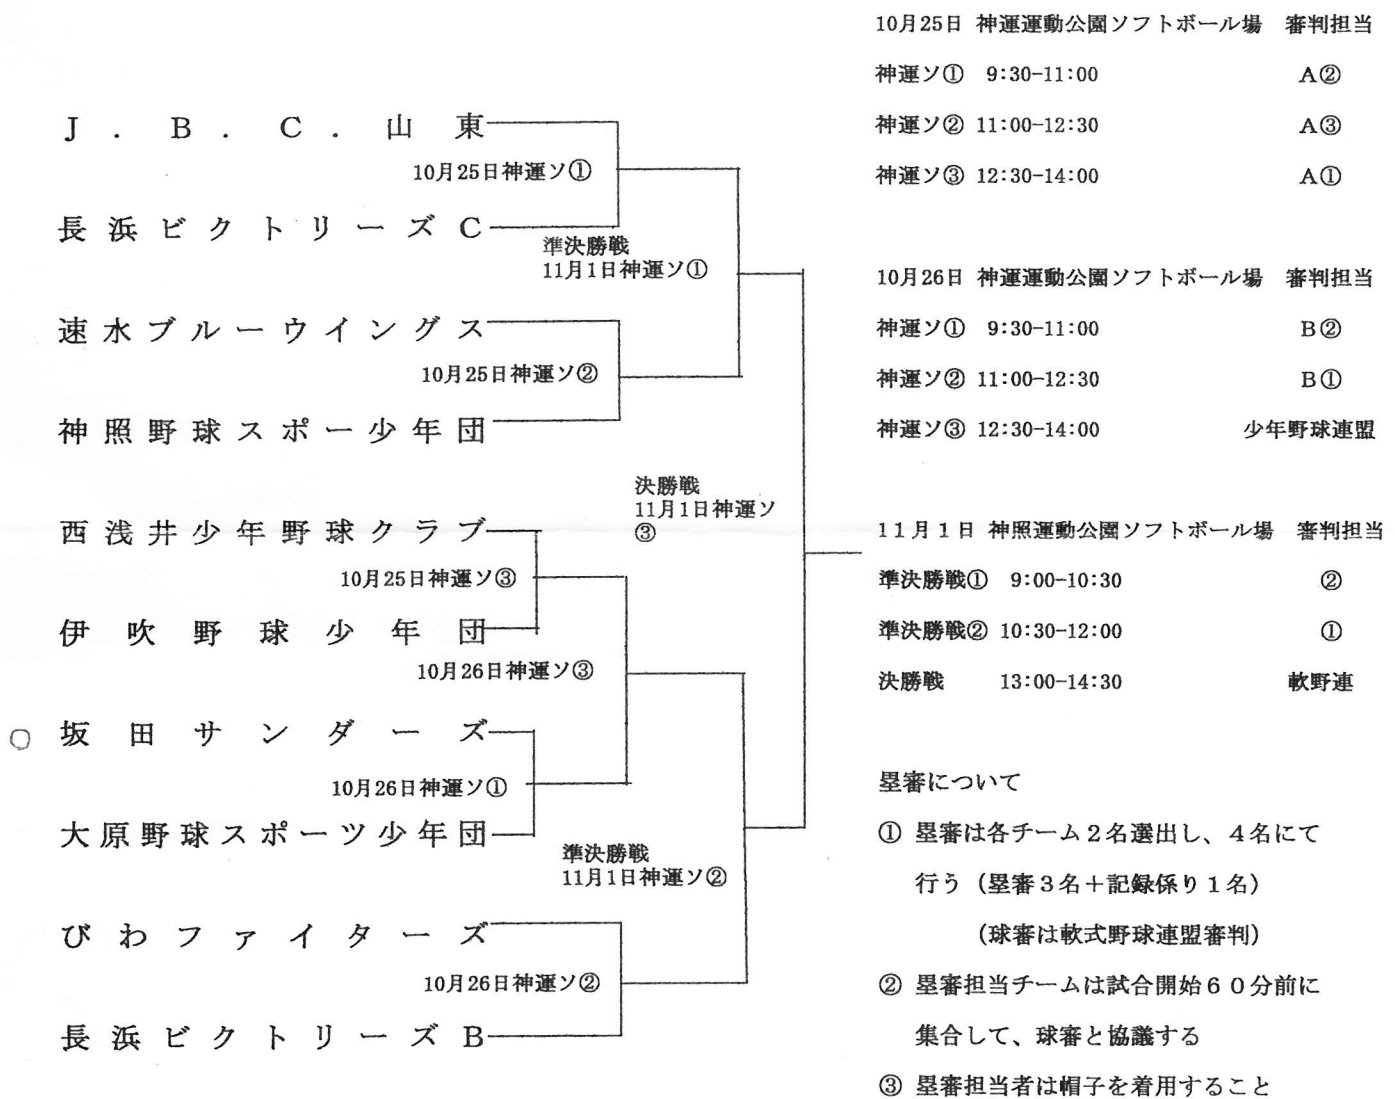 J．B．C．山東
10月25日神運ソ①
長浜ビクトリーズC
準決勝戦
11月1日神運ソ①
速水ブルーウイングス
10月25日神運ソ②
神照野球スポー少年団
決勝戦
11月1日神運ソ
③
西浅井少年野球クラブ
10月25日神運ソ③
伊吹野球少年団
10月26日神運ソ③
坂田サンダーズ
10月26日神運ソ①
大原野球スポーツ少年団
準決勝戦
11月1日神運ソ②
びわファイターズ
10月26日神運ソ②
長浜ビクトリーズB
10月25日 神運運動公園ソフトボール場 審判担当
神運ソ① 9:30-11:00 A②
神運ソ② 11:00-12:30 A③
神運ソ③ 12:30-14:00 A①
10月26日 神運運動公園ソフトボール場 審判担当
神運ソ① 9:30-11:00 B②
神運ソ② 11:00-12:30 B①
神運ソ③ 12:30-14:00 少年野球連盟
11月1日 神照運動公園ソフトボール場 審判担当
準決勝戦① 9:00-10:30 ②
準決勝戦② 10:30-12:00 ①
決勝戦 13:00-14:30 軟野連
塁審について
① 塁審は各チーム2名選出し、4名にて
行う（塁審3名＋記録係り1名）
（球審は軟式野球連盟審判）
② 塁審担当チームは試合開始60分前に
集合して、球審と協議する
③ 塁審担当者は帽子を着用すること